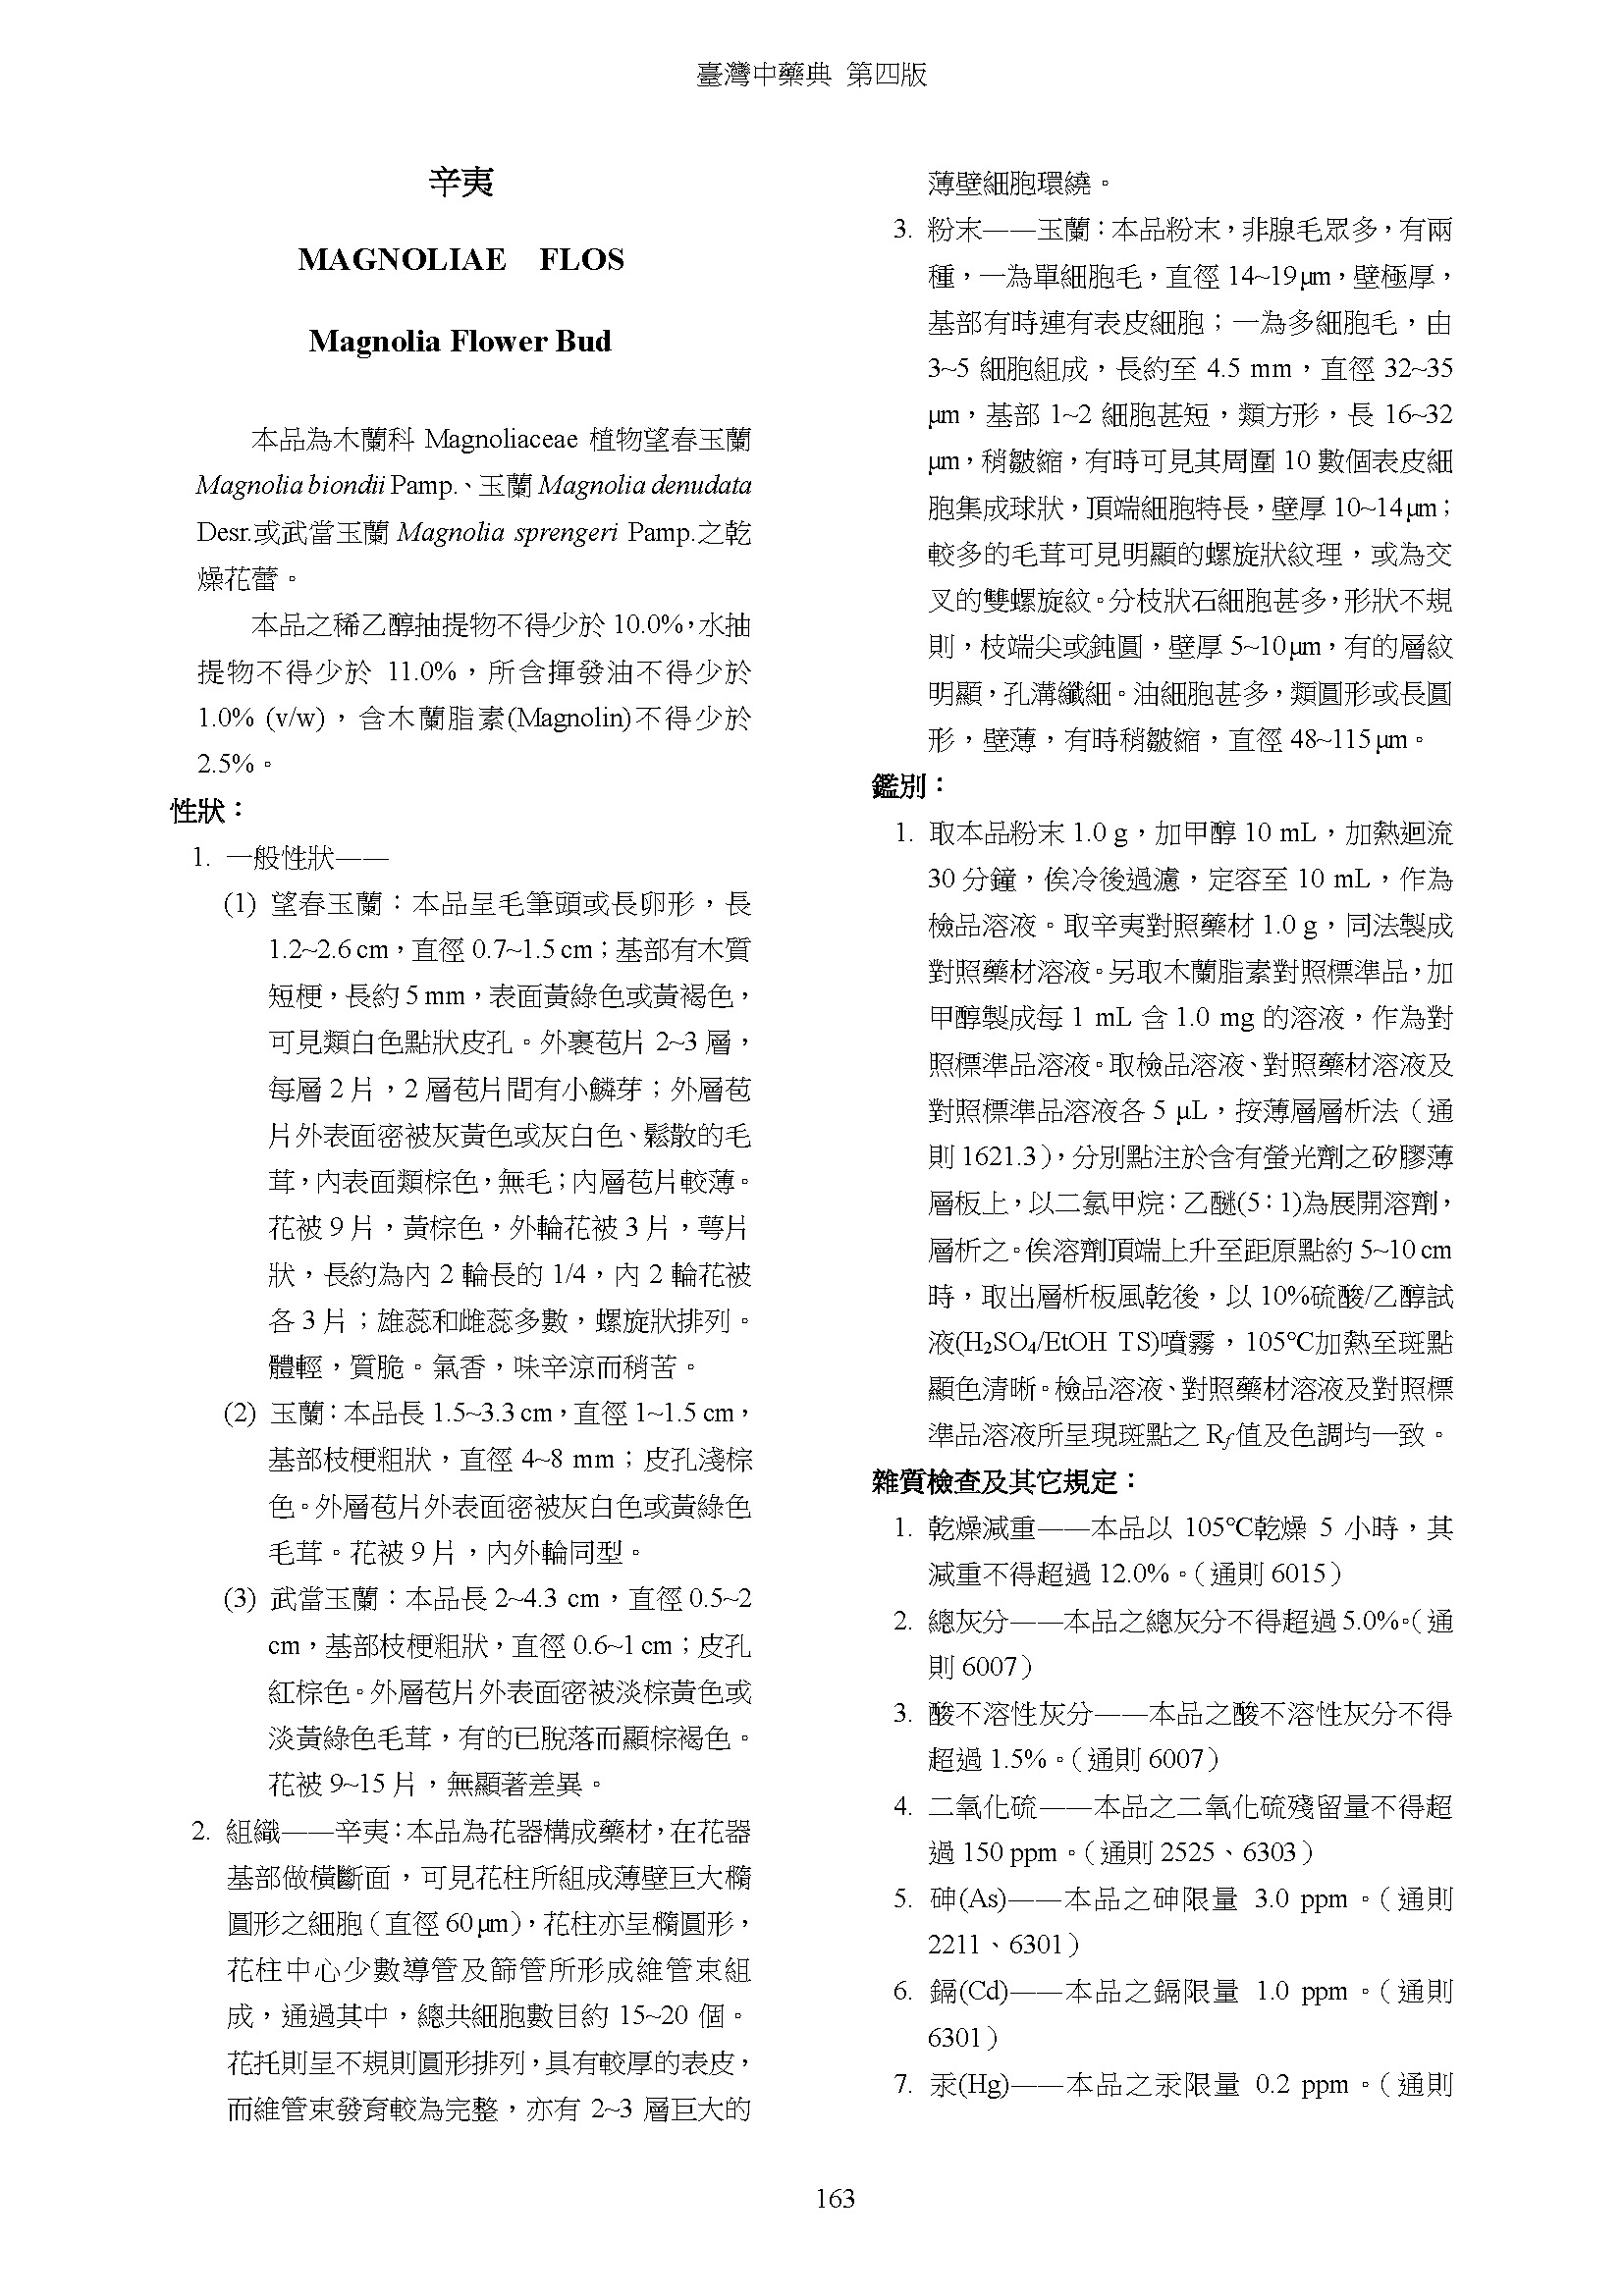 臺灣中藥典 第四版
辛夷
MAGNOLIAE FLOS
Magnolia Flower Bud
本品為木蘭科 Magnoliaceae 植物望春玉蘭
Magnolia biondii Pamp.、玉蘭 Magnolia denudata
Desr.或武當玉蘭 Magnolia sprengeri Pamp.之乾
燥花蕾。
本品之稀乙醇抽提物不得少於 10.0%，水抽
提物不得少於 11.0%，所含揮發油不得少於
1.0% (v/w)，含木蘭脂素(Magnolin)不得少於
2.5%。
性狀：
1. 一般性狀——
(1) 望春玉蘭：本品呈毛筆頭或長卵形，長
1.2~2.6 cm，直徑 0.7~1.5 cm；基部有木質
短梗，長約 5 mm，表面黃綠色或黃褐色，
可見類白色點狀皮孔。外裹苞片 2~3 層，
每層 2 片，2 層苞片間有小鱗芽；外層苞
片外表面密被灰黃色或灰白色、鬆散的毛
茸，內表面類棕色，無毛；內層苞片較薄。
花被 9 片，黃棕色，外輪花被 3 片，萼片
狀，長約為內 2 輪長的 1/4，內 2 輪花被
各 3 片；雄蕊和雌蕊多數，螺旋狀排列。
體輕，質脆。氣香，味辛涼而稍苦。
(2) 玉蘭：本品長 1.5~3.3 cm，直徑 1~1.5 cm，
基部枝梗粗狀，直徑 4~8 mm；皮孔淺棕
色。外層苞片外表面密被灰白色或黃綠色
毛茸。花被 9 片，內外輪同型。
(3) 武當玉蘭：本品長 2~4.3 cm，直徑 0.5~2
cm，基部枝梗粗狀，直徑 0.6~1 cm；皮孔
紅棕色。外層苞片外表面密被淡棕黃色或
淡黃綠色毛茸，有的已脫落而顯棕褐色。
花被 9~15 片，無顯著差異。
2. 組織——辛夷：本品為花器構成藥材，在花器
基部做橫斷面，可見花柱所組成薄壁巨大橢
圓形之細胞（直徑 60 μm），花柱亦呈橢圓形，
花柱中心少數導管及篩管所形成維管束組
成，通過其中，總共細胞數目約 15~20 個。
花托則呈不規則圓形排列，具有較厚的表皮，
而維管束發育較為完整，亦有 2~3 層巨大的
薄壁細胞環繞。
3. 粉末——玉蘭：本品粉末，非腺毛眾多，有兩
種，一為單細胞毛，直徑 14~19 μm，壁極厚，
基部有時連有表皮細胞；一為多細胞毛，由
3~5 細胞組成，長約至 4.5 mm，直徑 32~35
μm，基部 1~2 細胞甚短，類方形，長 16~32
μm，稍皺縮，有時可見其周圍 10 數個表皮細
胞集成球狀，頂端細胞特長，壁厚 10~14 μm；
較多的毛茸可見明顯的螺旋狀紋理，或為交
叉的雙螺旋紋。分枝狀石細胞甚多，形狀不規
則，枝端尖或鈍圓，壁厚 5~10 μm，有的層紋
明顯，孔溝纖細。油細胞甚多，類圓形或長圓
形，壁薄，有時稍皺縮，直徑 48~115 μm。
鑑別：
1. 取本品粉末 1.0 g，加甲醇 10 mL，加熱迴流
30 分鐘，俟冷後過濾，定容至 10 mL，作為
檢品溶液。取辛夷對照藥材 1.0 g，同法製成
對照藥材溶液。另取木蘭脂素對照標準品，加
甲醇製成每 1 mL 含 1.0 mg 的溶液，作為對
照標準品溶液。取檢品溶液、對照藥材溶液及
對照標準品溶液各 5 μL，按薄層層析法（通
則 1621.3），分別點注於含有螢光劑之矽膠薄
層板上，以二氯甲烷：乙醚(5：1)為展開溶劑，
層析之。俟溶劑頂端上升至距原點約 5~10 cm
時，取出層析板風乾後，以 10%硫酸/乙醇試
液(H₂SO₄/EtOH TS)噴霧，105℃加熱至斑點
顯色清晰。檢品溶液、對照藥材溶液及對照標
準品溶液所呈現斑點之 Rf 值及色調均一致。
雜質檢查及其它規定：
1. 乾燥減重——本品以 105℃乾燥 5 小時，其
減重不得超過 12.0%。（通則 6015）
2. 總灰分——本品之總灰分不得超過 5.0%。（通
則 6007）
3. 酸不溶性灰分——本品之酸不溶性灰分不得
超過 1.5%。（通則 6007）
4. 二氧化硫——本品之二氧化硫殘留量不得超
過 150 ppm。（通則 2525、6303）
5. 砷(As)——本品之砷限量 3.0 ppm。（通則
2211、6301）
6. 鎘(Cd)——本品之鎘限量 1.0 ppm。（通則
6301）
7. 汞(Hg)——本品之汞限量 0.2 ppm。（通則
163